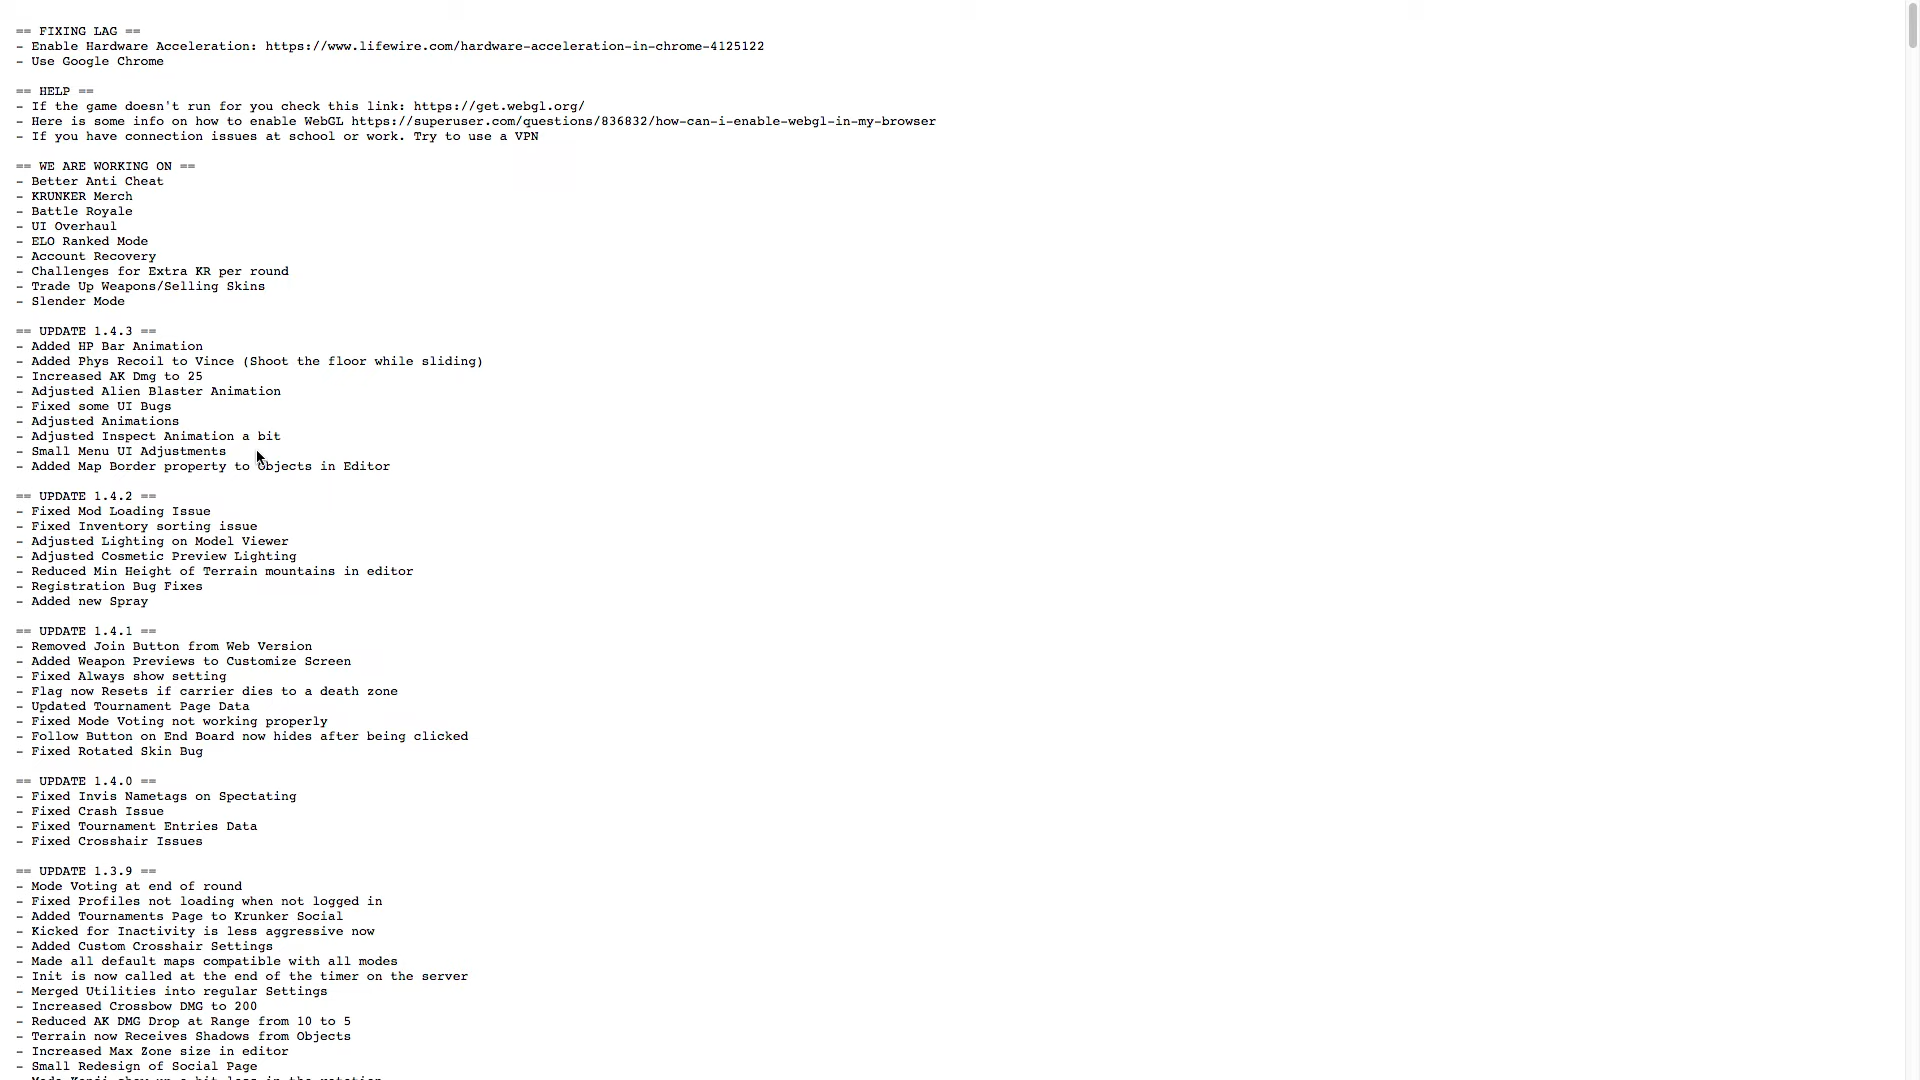 == FIXING LAG ==
- Enable Hardware Acceleration: https://www.lifewire.com/hardware-acceleration-in-chrome-4125122
- Use Google Chrome
== HELP ==
- If the game doesn't run for you check this link: https://get.webgl.org/
- Here is some info on how to enable WebGL https://superuser.com/questions/836832/how-can-i-enable-webgl-in-my-browser
- If you have connection issues at school or work. Try to use a VPN
== WE ARE WORKING ON ==
- Better Anti Cheat
- KRUNKER Merch
- Battle Royale
- UI Overhaul
- ELO Ranked Mode
- Account Recovery
- Challenges for Extra KR per round
- Trade Up Weapons/Selling Skins
- Slender Mode
== UPDATE 1.4.3 ==
- Added HP Bar Animation
- Added Phys Recoil to Vince (Shoot the floor while sliding)
- Increased AK Dmg to 25
- Adjusted Alien Blaster Animation
- Fixed some UI Bugs
- Adjusted Animations
- Adjusted Inspect Animation a bit
- Small Menu UI Adjustments
- Added Map Border property to Objects in Editor
== UPDATE 1.4.2 ==
- Fixed Mod Loading Issue
- Fixed Inventory sorting issue
- Adjusted Lighting on Model Viewer
- Adjusted Cosmetic Preview Lighting
- Reduced Min Height of Terrain mountains in editor
- Registration Bug Fixes
- Added new Spray
== UPDATE 1.4.1 ==
- Removed Join Button from Web Version
- Added Weapon Previews to Customize Screen
- Fixed Always show setting
- Flag now Resets if carrier dies to a death zone
- Updated Tournament Page Data
- Fixed Mode Voting not working properly
- Follow Button on End Board now hides after being clicked
- Fixed Rotated Skin Bug
== UPDATE 1.4.0 ==
- Fixed Invis Nametags on Spectating
- Fixed Crash Issue
- Fixed Tournament Entries Data
- Fixed Crosshair Issues
== UPDATE 1.3.9 ==
- Mode Voting at end of round
- Fixed Profiles not loading when not logged in
- Added Tournaments Page to Krunker Social
- Kicked for Inactivity is less aggressive now
- Added Custom Crosshair Settings
- Made all default maps compatible with all modes
- Init is now called at the end of the timer on the server
- Merged Utilities into regular Settings
- Increased Crossbow DMG to 200
- Reduced AK DMG Drop at Range from 10 to 5
- Terrain now Receives Shadows from Objects
- Increased Max Zone size in editor
- Small Redesign of Social Page